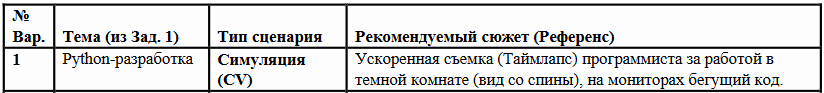 №
Вар. Тема (из Зад. 1) Тип сценария Рекомендуемый сюжет (Референс)
1 Python-разработка Симуляция Ускоренная съемка (Таймлапс) программиста за работой в
(CV) темной комнате (вид со спины), на мониторах бегущий код.